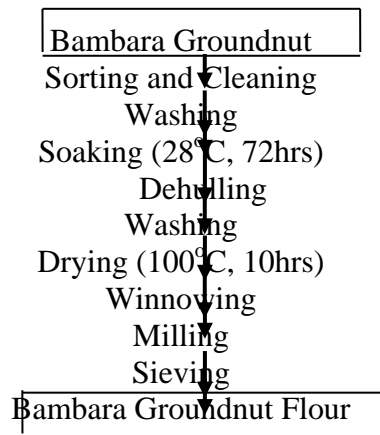 Bambara Groundnut
Sorting and Cleaning
Washing
Soaking (28°C, 72hrs)
Dehulling
Washing
Drying (100°C, 10hrs)
Winnowing
Milling
Sieving
Bambara Groundnut Flour